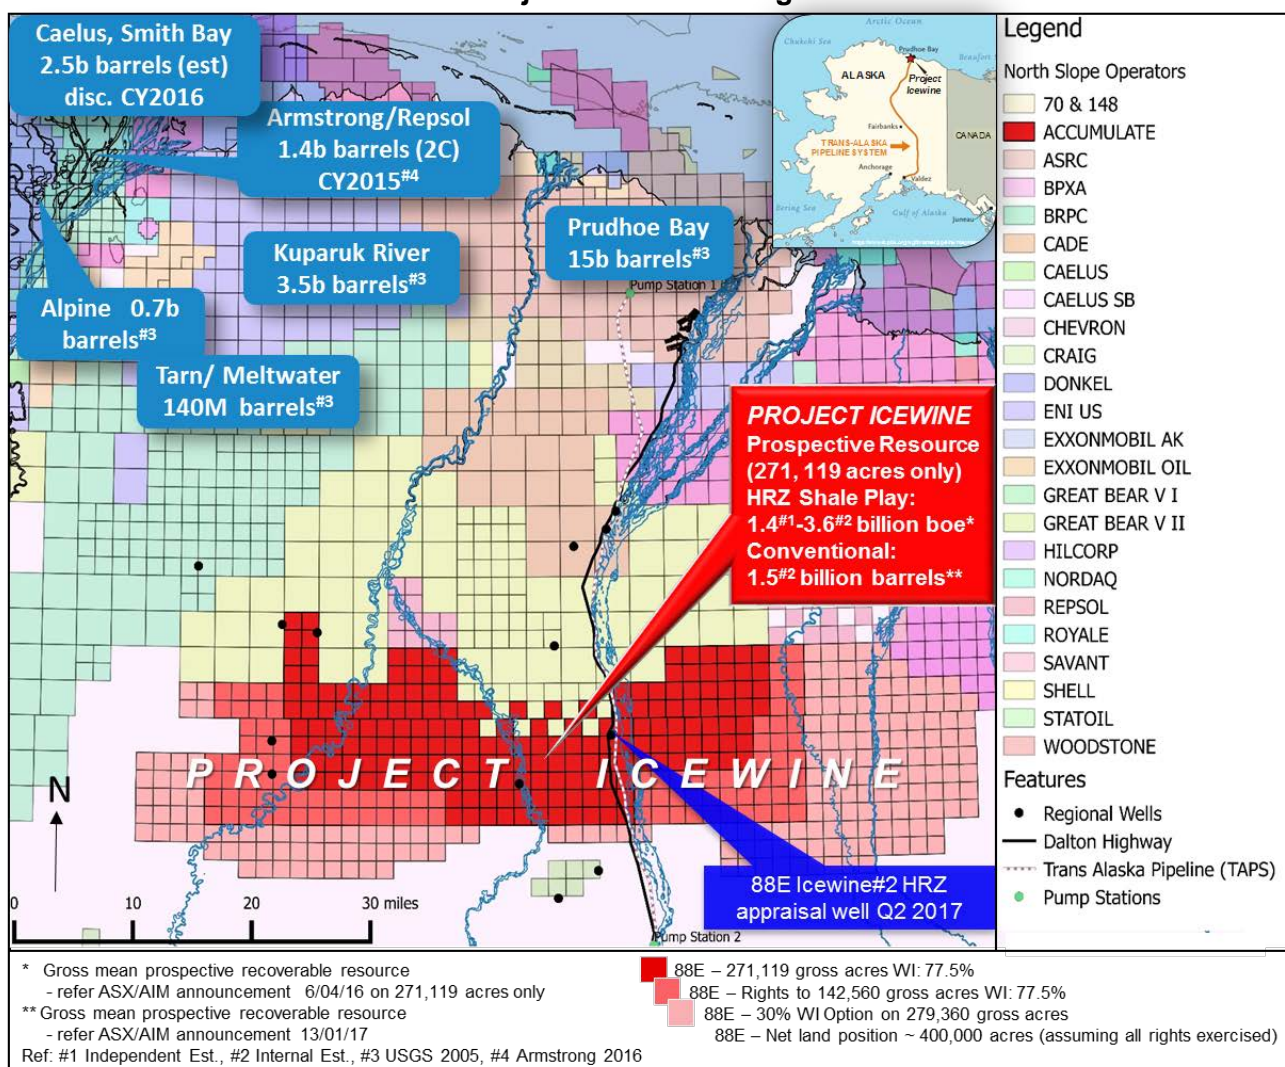 Caelus, Smith Bay
2.5b barrels (est)
disc. CY2016
Armstrong/Repsol
1.4b barrels (2C)
CY2015#4
Kuparuk River
3.5b barrels#3
Prudhoe Bay
15b barrels#3
Pump Station 1
Alpine 0.7b
barrels#3
Tarn/ Meltwater
140M barrels#3
PROJECT ICEWINE
Prospective Resource
(271, 119 acres only)
HRZ Shale Play:
1.4#1-3.6#2 billion boe*
Conventional:
1.5#2 billion barrels**
PROJECT ICEWINE
88E Icewine#2 HRZ
appraisal well Q2 2017
Pump Station 2
N
0 10 20 30 miles
Arctic Ocean
Chukchi Sea
Prudhoe Bay
Beaufort
ALASKA
Project
Icewine
Fairbanks
CANADA
TRANS-ALASKA
PIPELINE SYSTEM
Anchorage
Valdez
Bering Sea
Gulf of Alaska
Juneau
Legend
North Slope Operators
70 & 148
ACCUMULATE
ASRC
BPXA
BRPC
CADE
CAELUS
CAELUS SB
CHEVRON
CRAIG
DONKEL
ENI US
EXXONMOBIL AK
EXXONMOBIL OIL
GREAT BEAR V I
GREAT BEAR V II
HILCORP
NORDAQ
REPSOL
ROYALE
SAVANT
SHELL
STATOIL
WOODSTONE
Features
Regional Wells
Dalton Highway
Trans Alaska Pipeline (TAPS)
Pump Stations
* Gross mean prospective recoverable resource
- refer ASX/AIM announcement 6/04/16 on 271,119 acres only
** Gross mean prospective recoverable resource
- refer ASX/AIM announcement 13/01/17
Ref: #1 Independent Est., #2 Internal Est., #3 USGS 2005, #4 Armstrong 2016
88E – 271,119 gross acres WI: 77.5%
88E – Rights to 142,560 gross acres WI: 77.5%
88E – 30% WI Option on 279,360 gross acres
88E – Net land position ~ 400,000 acres (assuming all rights exercised)